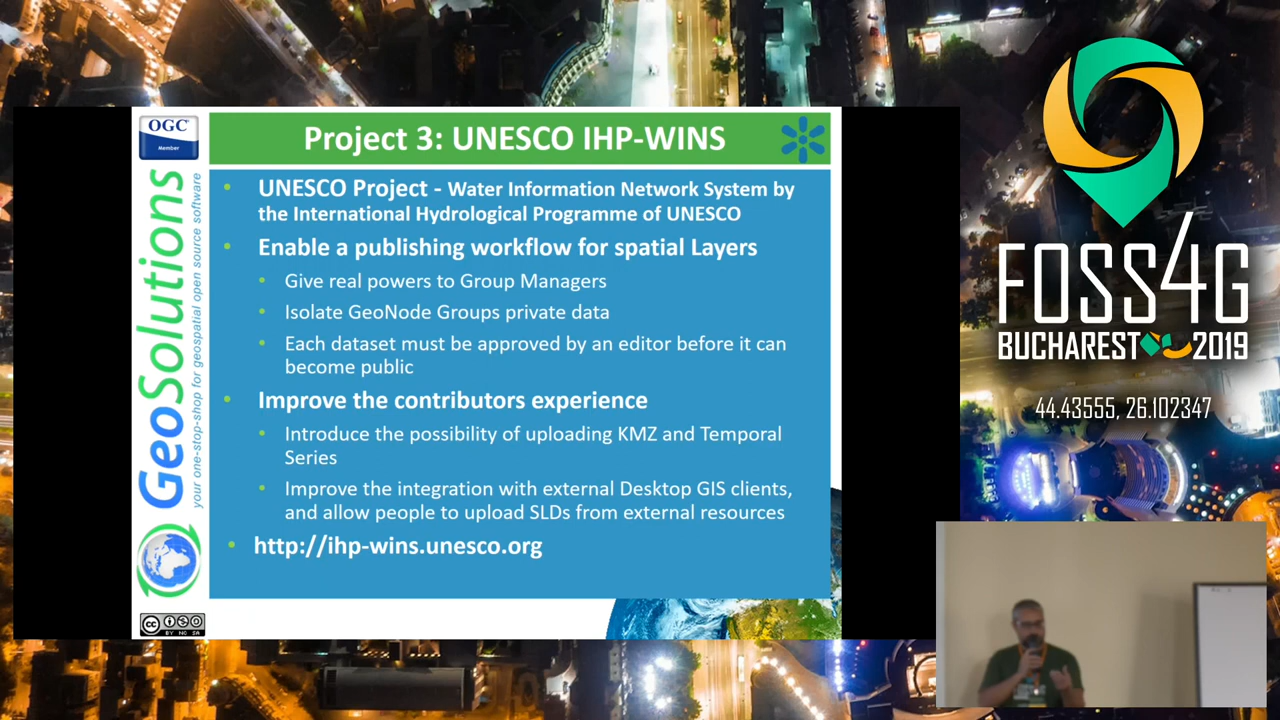 OGC
Member
GeoSolutions
your one-stop-shop for geospatial open source software
BY NC SA
Project 3: UNESCO IHP-WINS
• UNESCO Project - Water Information Network System by
the International Hydrological Programme of UNESCO
• Enable a publishing workflow for spatial Layers
• Give real powers to Group Managers
• Isolate GeoNode Groups private data
• Each dataset must be approved by an editor before it can
become public
• Improve the contributors experience
• Introduce the possibility of uploading KMZ and Temporal
Series
• Improve the integration with external Desktop GIS clients,
and allow people to upload SLDs from external resources
• http://ihp-wins.unesco.org
FOSS4G
BUCHAREST 2019
44.43555, 26.102347